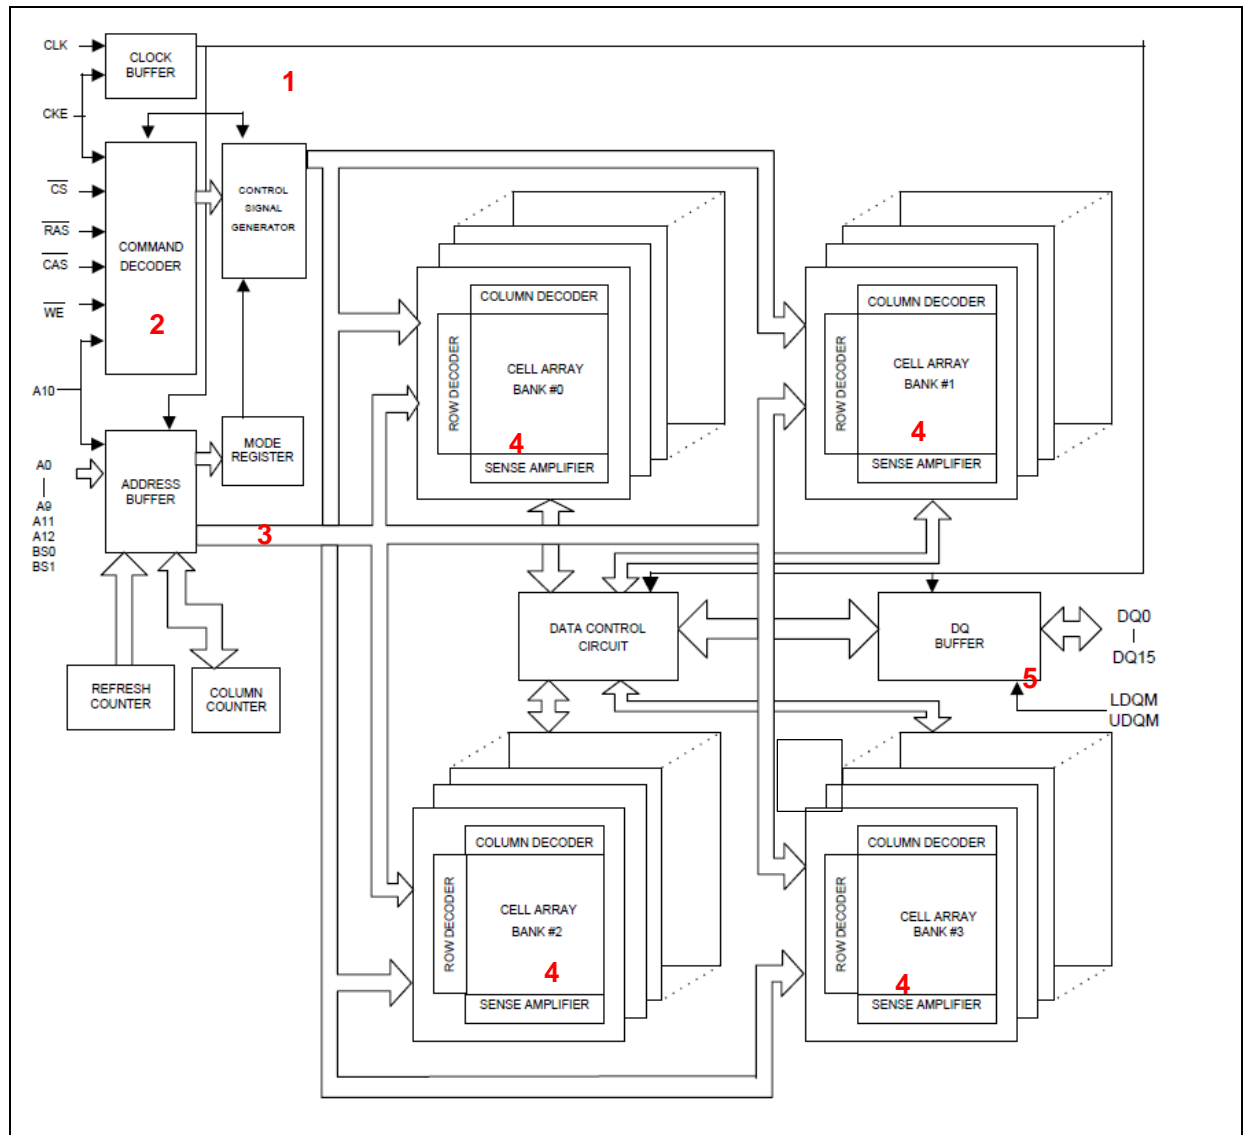 CLK
CLOCK
BUFFER
1
CKE
CS
RAS
CAS
WE
COMMAND
DECODER
2
CONTROL
SIGNAL
GENERATOR
A10
MODE
REGISTER
A0
A9
A11
A12
BS0
BS1
ADDRESS
BUFFER
3
REFRESH
COUNTER
COLUMN
COUNTER
COLUMN DECODER
ROW DECODER
CELL ARRAY
BANK #0
4
SENSE AMPLIFIER
COLUMN DECODER
ROW DECODER
CELL ARRAY
BANK #1
4
SENSE AMPLIFIER
DATA CONTROL
CIRCUIT
DQ
BUFFER
5
DQ0
DQ15
LDQM
UDQM
COLUMN DECODER
ROW DECODER
CELL ARRAY
BANK #2
4
SENSE AMPLIFIER
COLUMN DECODER
ROW DECODER
CELL ARRAY
BANK #3
4
SENSE AMPLIFIER